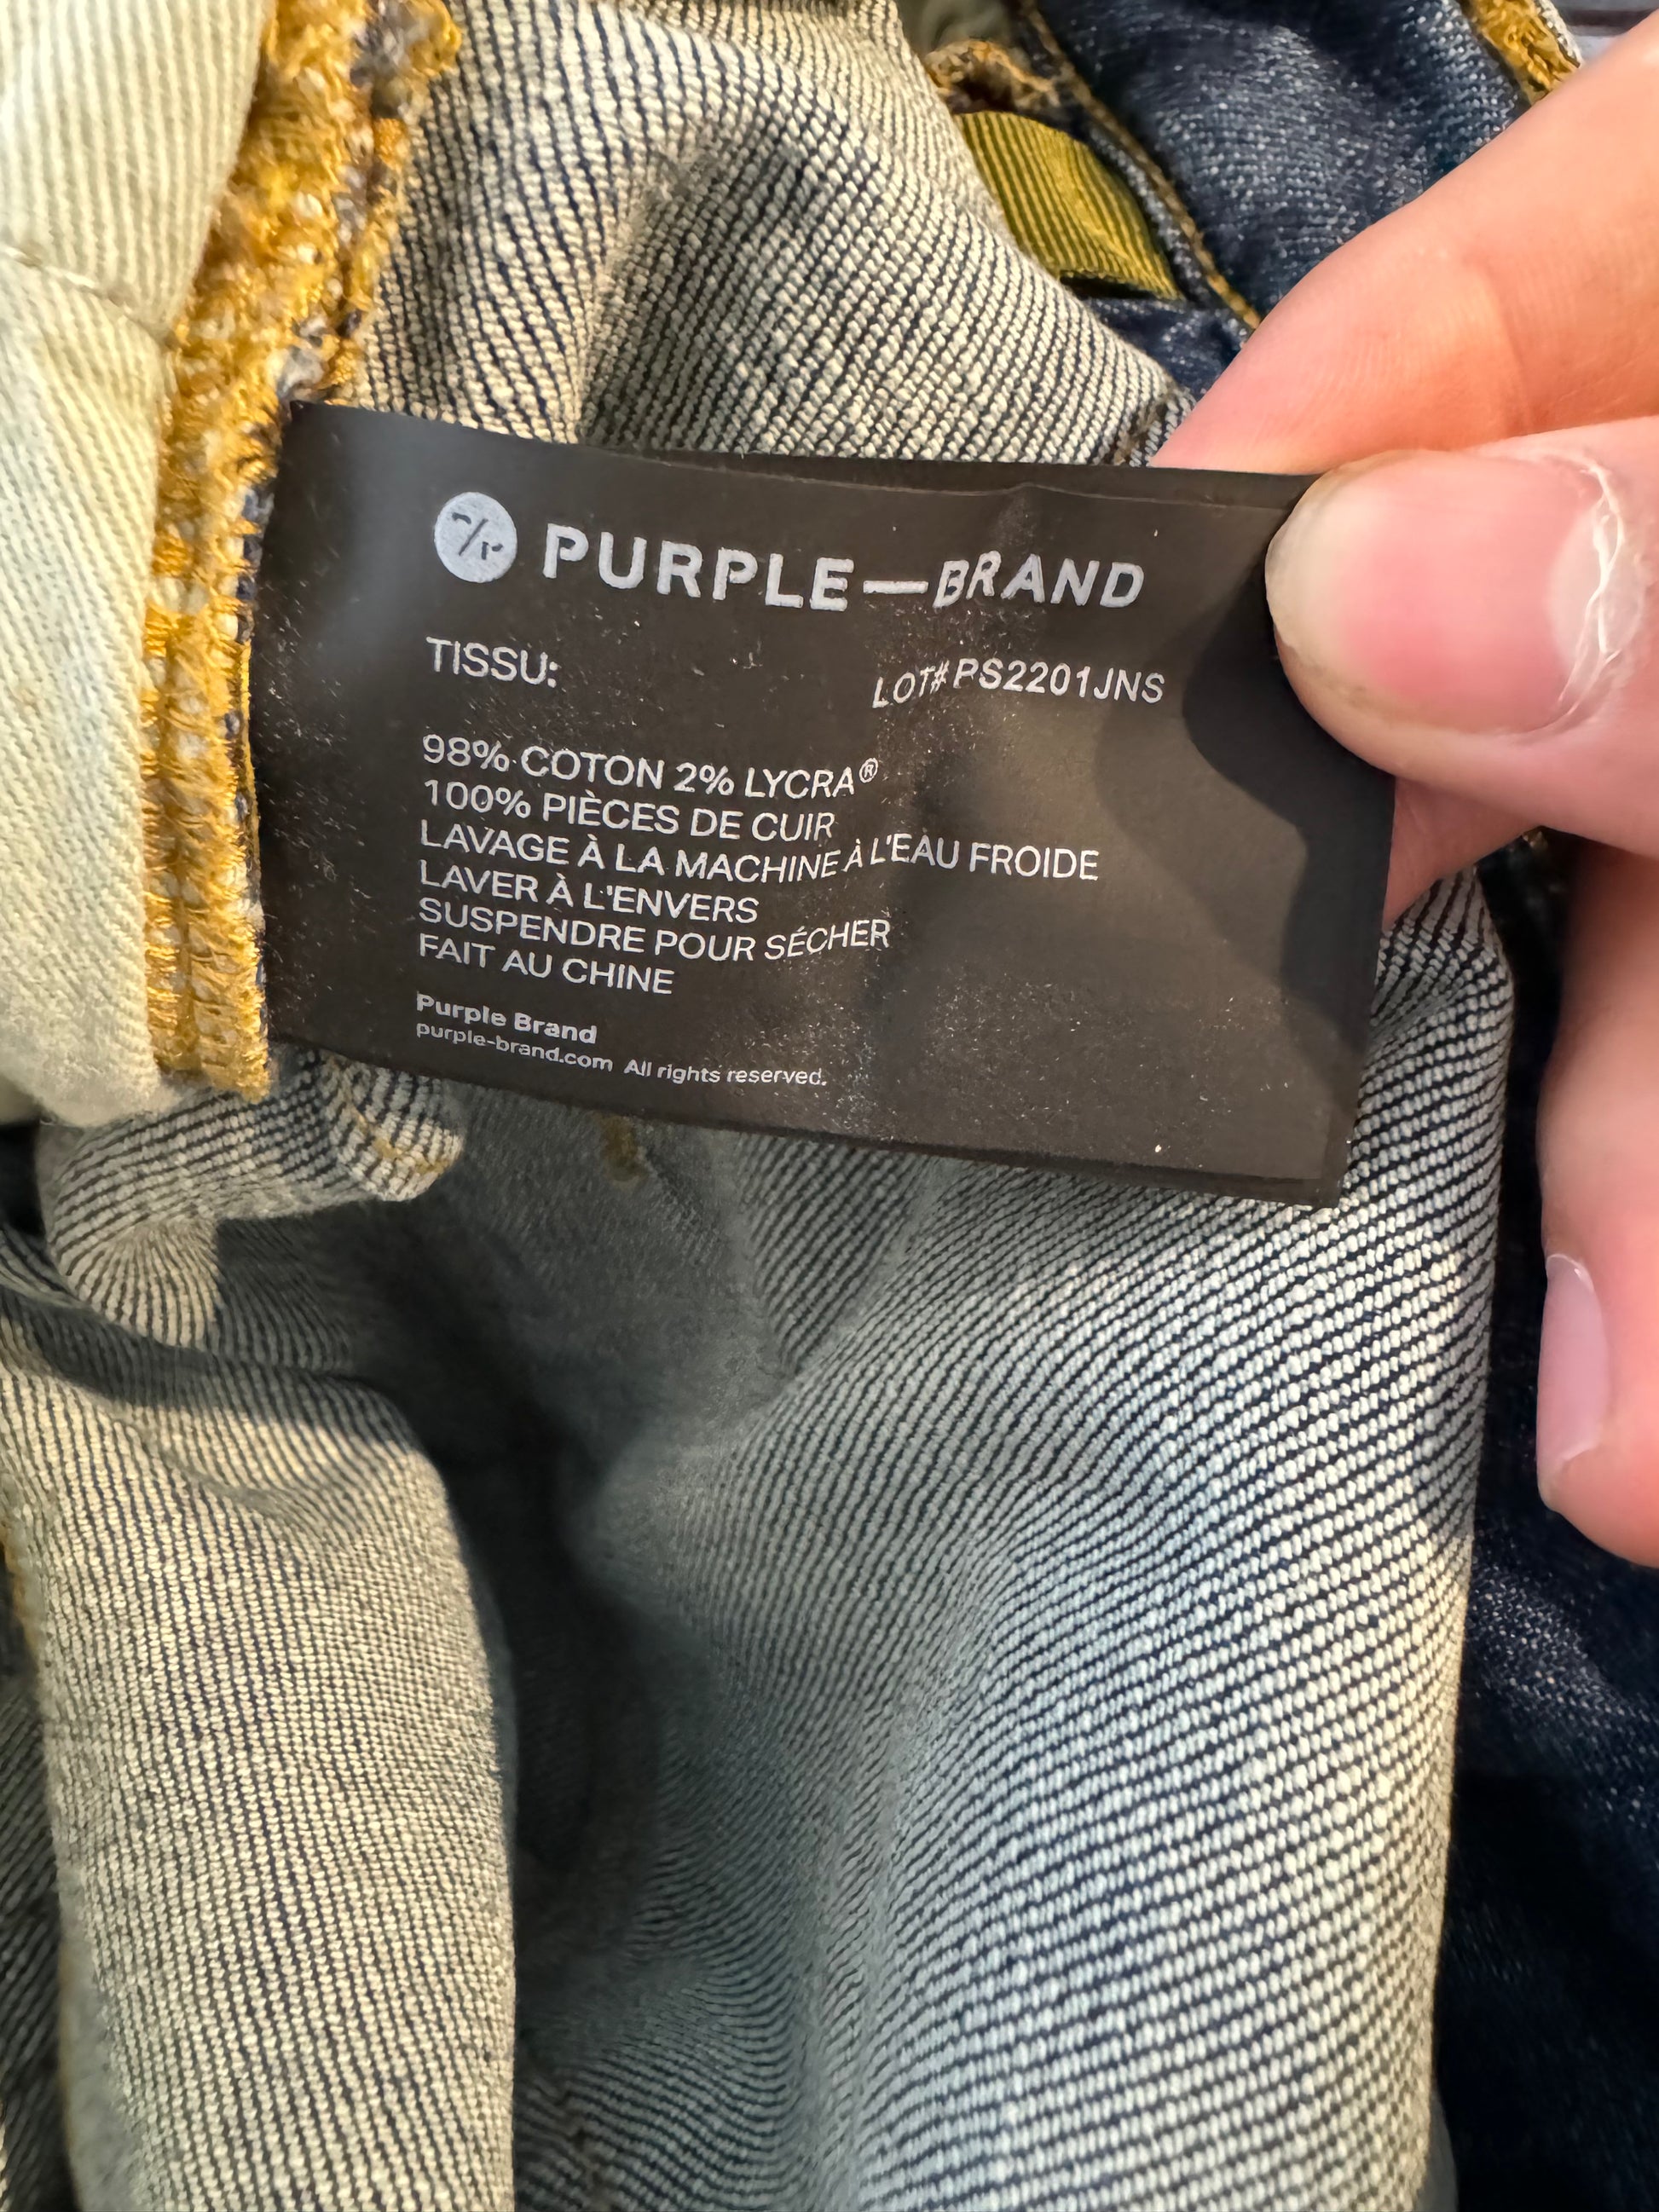 PURPLE—BRAND
TISSU:
LOT# PS2201JNS
98% COTON 2% LYCRA®
100% PIÈCES DE CUIR
LAVAGE À LA MACHINE À L'EAU FROIDE
LAVER À L'ENVERS
SUSPENDRE POUR SÉCHER
FAIT AU CHINE
Purple Brand
purple-brand.com All rights reserved.